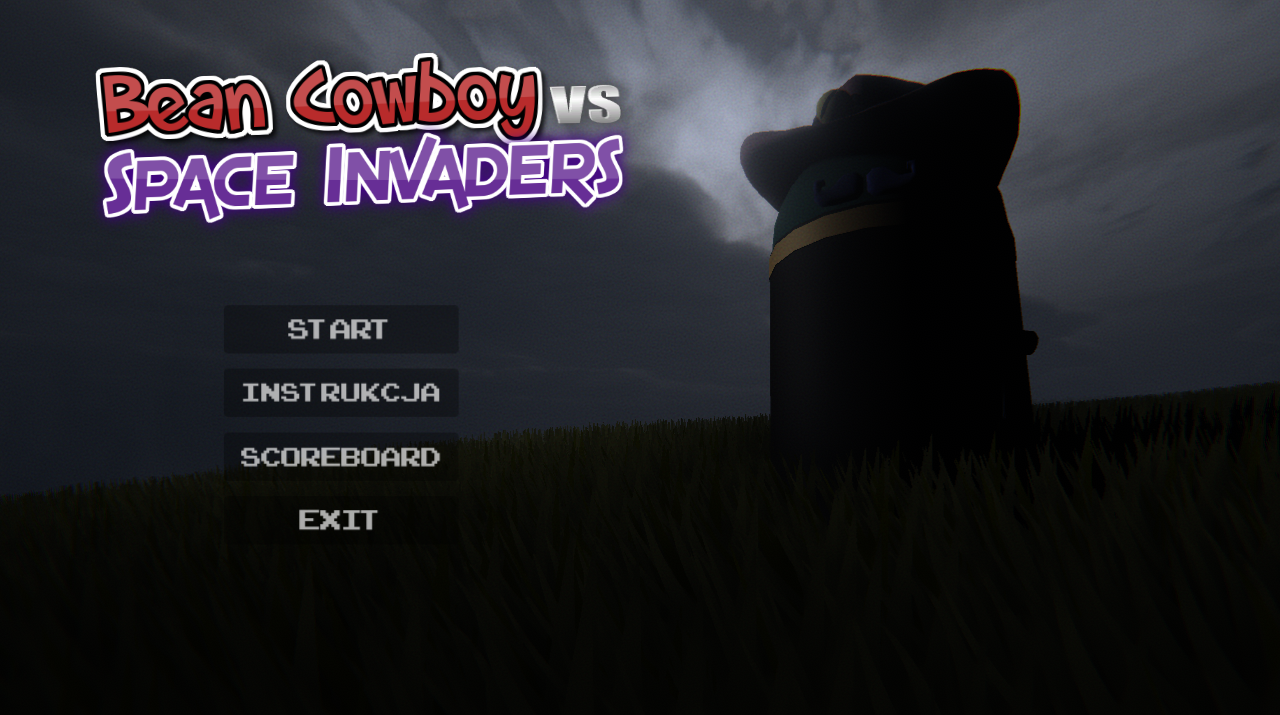 Bean Cowboy vs
SPACE INVADERS
START
INSTRUKCJA
SCOREBOARD
EXIT